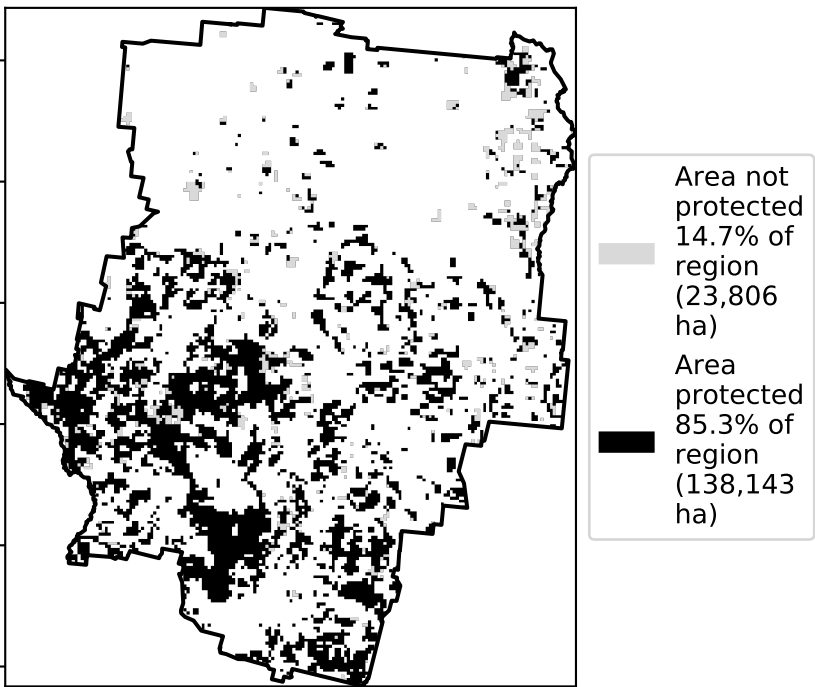 Area not
protected
14.7% of
region
(23,806
ha)
Area
protected
85.3% of
region
(138,143
ha)